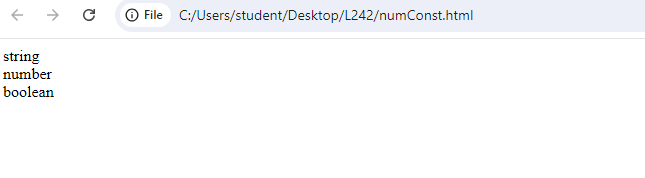 File C:/Users/student/Desktop/L242/numConst.html
string
number
boolean